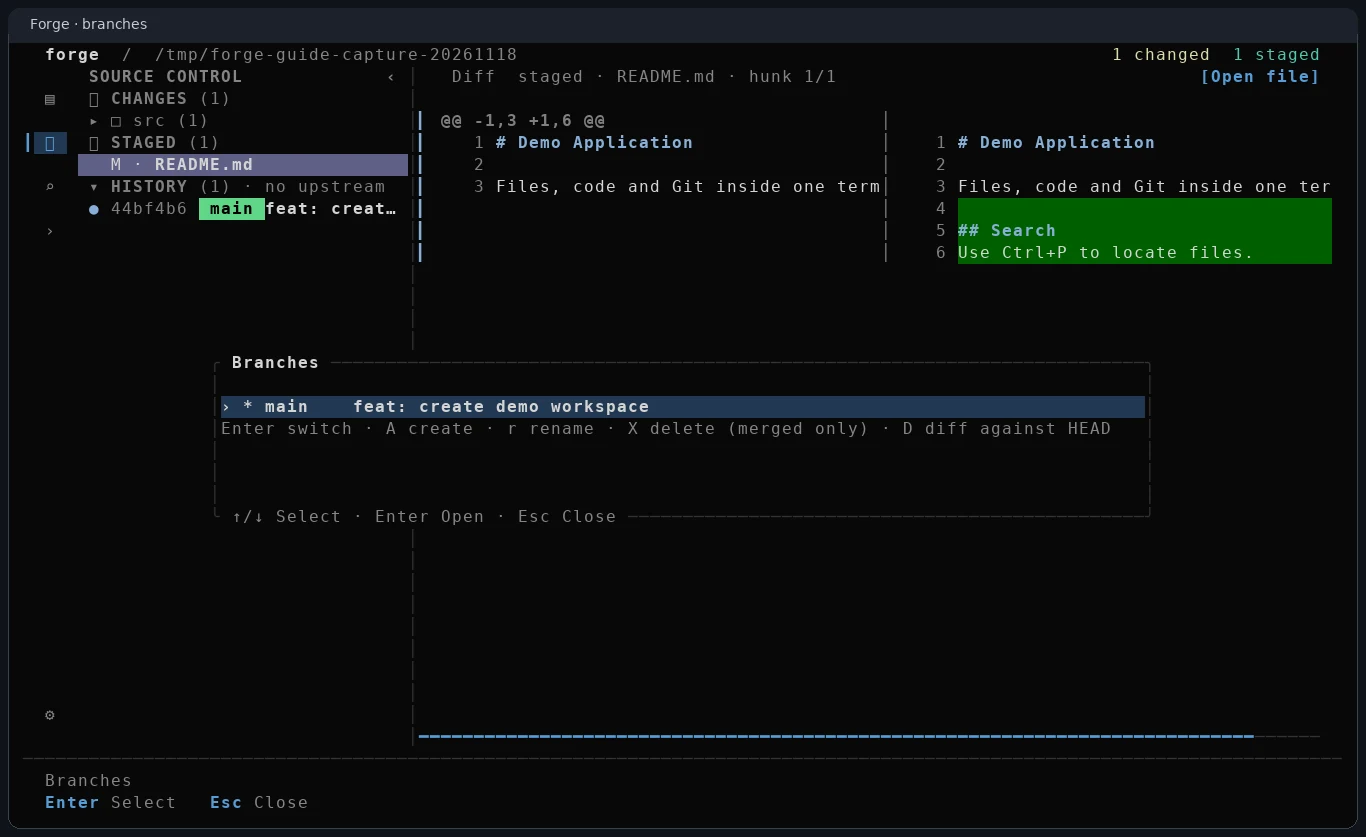 Forge · branches
forge / /tmp/forge-guide-capture-20261118 1 changed 1 staged
SOURCE CONTROL ‹ Diff staged · README.md · hunk 1/1 [Open file]
CHANGES (1)
▸ □ src (1) @@ -1,3 +1,6 @@
STAGED (1) 1 # Demo Application 1 # Demo Application
M · README.md 2 2
▾ HISTORY (1) · no upstream 3 Files, code and Git inside one term 3 Files, code and Git inside one ter
● 44bf4b6 main feat: creat… 4
› 5 ## Search
6 Use Ctrl+P to locate files.
Branches
› * main feat: create demo workspace
Enter switch · A create · r rename · X delete (merged only) · D diff against HEAD
↑/↓ Select · Enter Open · Esc Close
Branches
Enter Select Esc Close